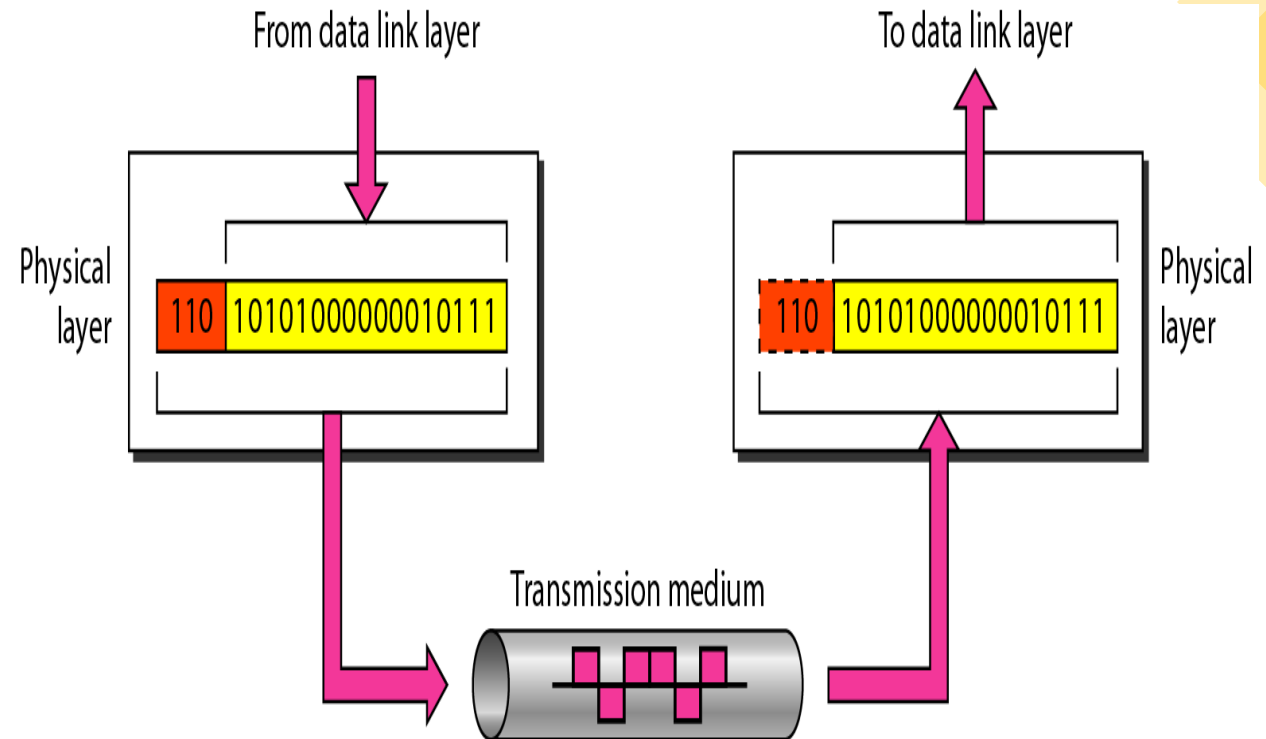 From data link layer
To data link layer
Physical
layer
110 10101000000010111
110 10101000000010111
Physical
layer
Transmission medium